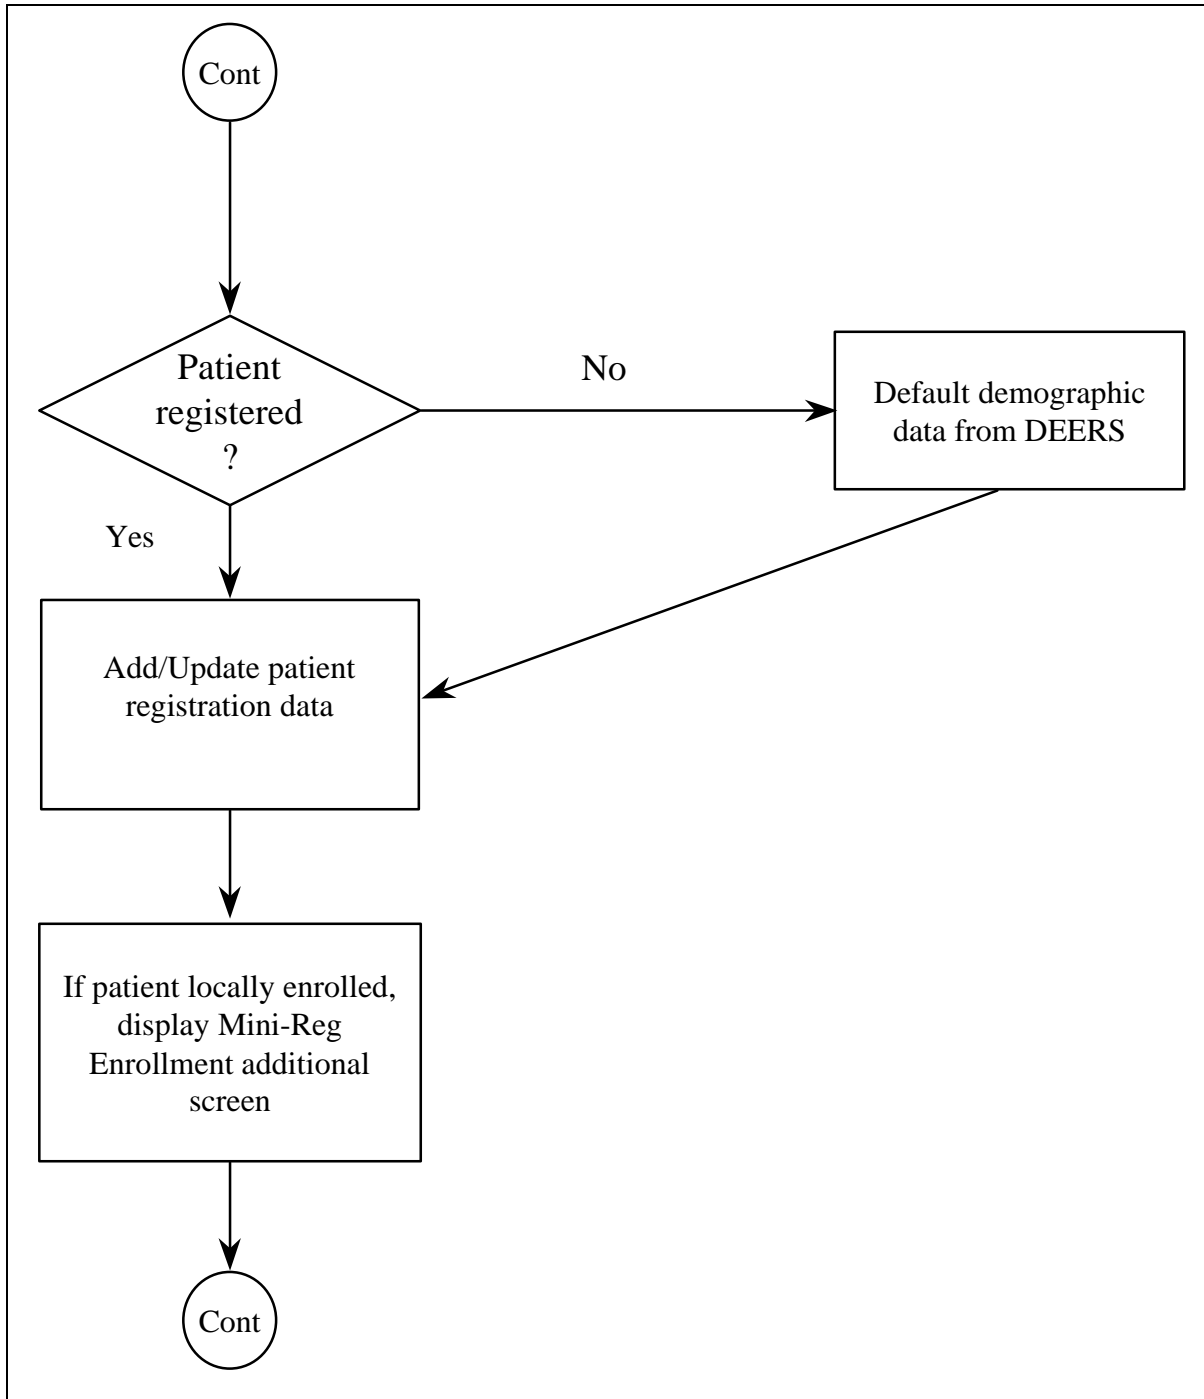 Cont
Patient
registered
?
No
Default demographic
data from DEERS
Yes
Add/Update patient
registration data
If patient locally enrolled,
display Mini-Reg
Enrollment additional
screen
Cont